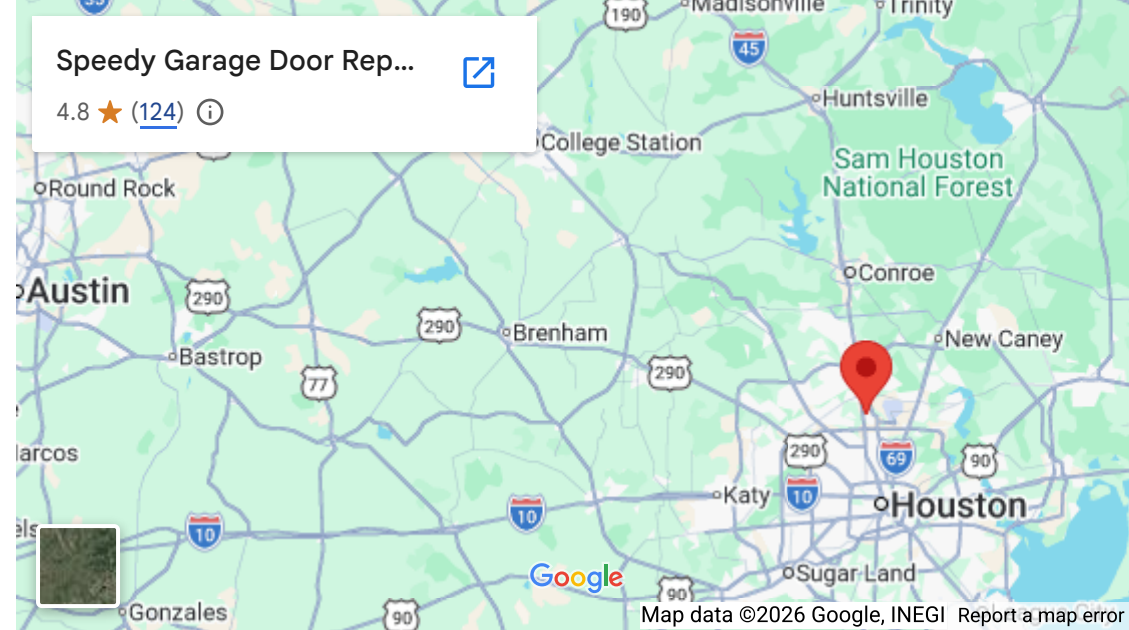 35
190
Madisonville
Trinity
45
Speedy Garage Door Rep...
4.8 ★ (124)
Huntsville
College Station
Sam Houston
National Forest
Round Rock
Conroe
Austin
290
290
Brenham
New Caney
Bastrop
77
290
arcos
290
69
90
Katy
10
Houston
10
10
els
Google
Sugar Land
Gonzales
90
90
Map data ©2026 Google, INEGI Report a map error